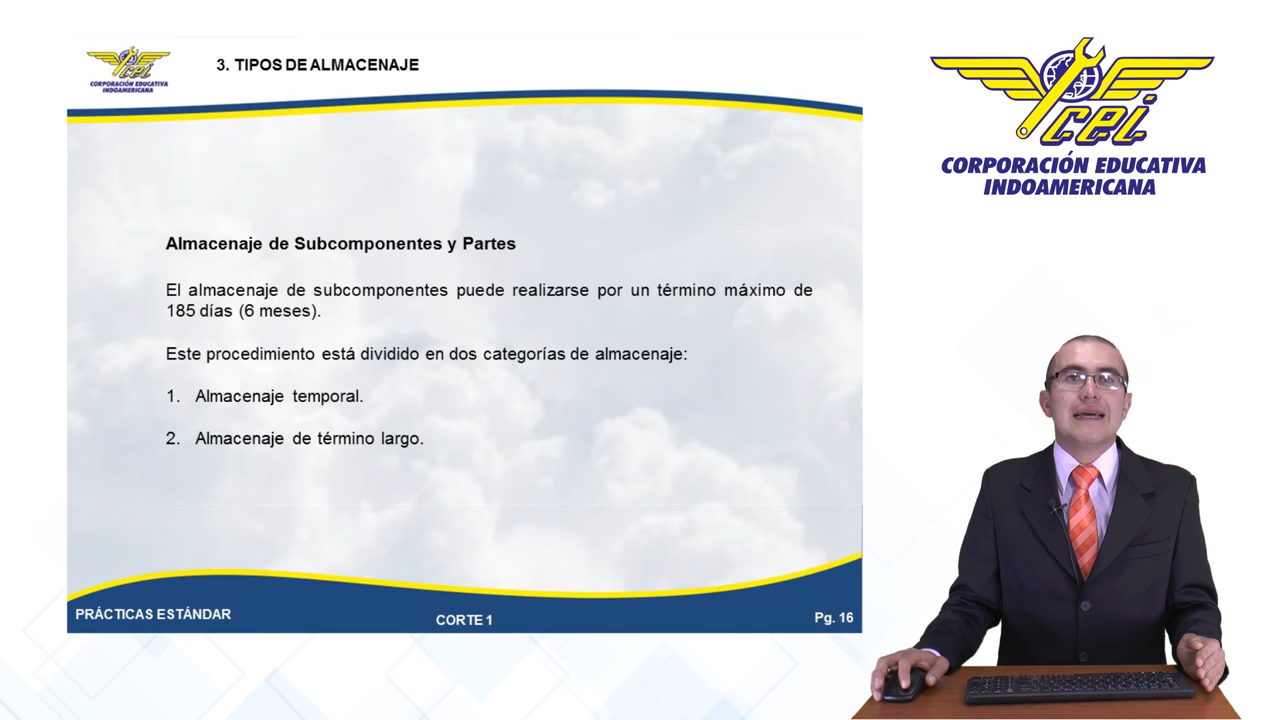 cei
CORPORACIÓN EDUCATIVA
INDOAMERICANA
3. TIPOS DE ALMACENAJE
Almacenaje de Subcomponentes y Partes
El almacenaje de subcomponentes puede realizarse por un término máximo de
185 días (6 meses).
Este procedimiento está dividido en dos categorías de almacenaje:
1. Almacenaje temporal.
2. Almacenaje de término largo.
PRÁCTICAS ESTÁNDAR
CORTE 1
Pg. 16
cei
CORPORACIÓN EDUCATIVA
INDOAMERICANA